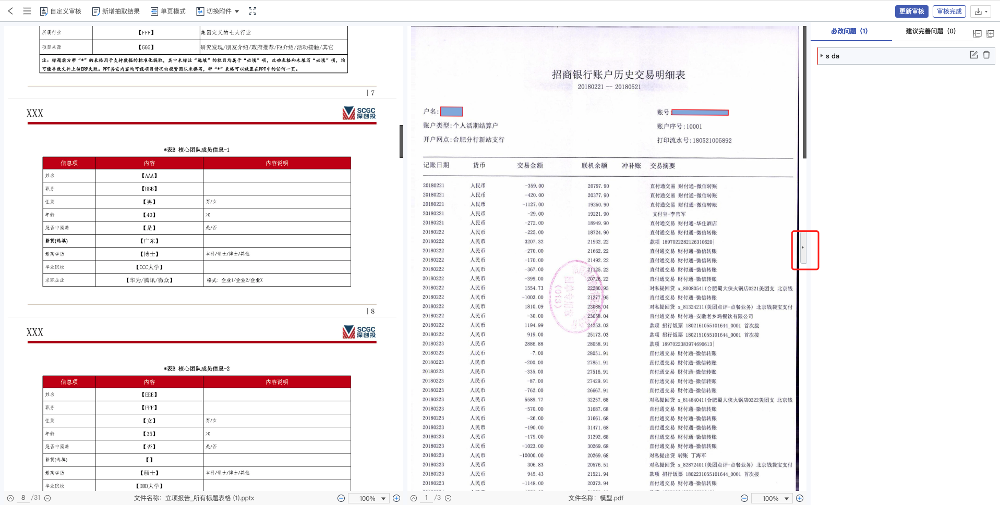 自定义审核 新增抽取结果 单页模式 切换附件 更新审核 审核完成
所属行业 【FFF】 集团定义的七大行业
项目来源 【GGG】 研究发现/朋友介绍/政府推荐/FA介绍/活动接触/其它
注：标题前方带“*”的表格用于支持数据的标准化提取，其中未标注“选填”的栏目均属于“必填”项，改动表格和未填写“必填”项，均
可能导致文件上传ERP失败。PPT其它内容均可视项目情况由投资团队来撰写，带“*”表格可以放置在PPT中的任何一页。
| 7
XXX SCGC
深创投
*表B 核心团队成员信息-1
信息项 内容 内容说明
姓名 【AAA】
职务 【BBB】
性别 【男】 男/女
年龄 【40】 >0
是否中国籍 【是】 是/否
籍贯(选填) 【广东】
最高学历 【博士】 本科/硕士/博士/其他
毕业院校 【CCC大学】
求职企业 【华为/腾讯/微众】 格式：企业1/企业2/企业X
| 8
XXX SCGC
深创投
*表B 核心团队成员信息-2
信息项 内容 内容说明
姓名 【EEE】
职务 【FFF】
性别 【女】 男/女
年龄 【35】 >0
是否中国籍 【否】 是/否
籍贯(选填) 【】
最高学历 【硕士】 本科/硕士/博士/其他
毕业院校 【DDD大学】
8 /31 文件名称：立项报告_所有标题表格 (1).pptx 100%
招商银行账户历史交易明细表
20180221 -- 20180521
户名: 账号:
账户类型:个人活期结算户 账户序号:10001
开户网点:合肥分行新站支行 打印流水号:180521005892
记账日期 货币 交易金额 联机余额 冲补账 交易摘要
20180221 人民币 -359.00 20797.90 直付通交易 财付通-微信转账
20180221 人民币 -420.00 20377.90 直付通交易 财付通-微信转账
20180221 人民币 -1127.00 19250.90 直付通交易 财付通-微信转账
20180221 人民币 -29.00 19221.90 支付宝-李官军
20180221 人民币 -272.00 18949.90 直付通交易 财付通-华住酒店
20180222 人民币 -225.00 18724.90 直付通交易 财付通-微信转账
20180222 人民币 3207.32 21932.22 款项 1897022282126310620|
20180222 人民币 -270.00 21662.22 直付通交易 财付通-微信转账
20180222 人民币 -170.00 21492.22 直付通交易 财付通-微信转账
20180222 人民币 -367.00 21125.22 直付通交易 财付通-微信转账
20180222 人民币 -399.00 20726.22 直付通交易 财付通-微信转账
20180222 人民币 1554.73 22280.95 对私提回贷 x_80080541(合肥蜀大侠火锅店0221美团支 北京钱
20180222 人民币 -1003.00 21277.95 直付通交易 财付通-微信转账
20180222 人民币 1810.09 23088.04 对私提回贷 x_81324211(美团点评-点餐业务) 北京钱袋宝支付
20180222 人民币 -30.00 23058.04 直付通交易 财付通-安徽老乡鸡餐饮有限公司
20180222 人民币 1194.99 24253.03 款项 招行饭票 1802161055101644_0001 首次拨
20180222 人民币 919.00 25172.03 款项 招行饭票 1802151055101644_0001 首次拨
20180223 人民币 2886.88 28058.91 款项 1897022383974690613|
20180223 人民币 -7.00 28051.91 直付通交易 财付通-微信转账
20180223 人民币 -200.00 27851.91 直付通交易 财付通-微信转账
20180223 人民币 -335.00 27516.91 直付通交易 财付通-微信转账
20180223 人民币 -87.00 27429.91 直付通交易 财付通-微信转账
20180223 人民币 -762.00 26667.91 直付通交易 财付通-微信转账
20180223 人民币 5589.77 32257.68 对私提回贷 x_81484041(合肥蜀大侠火锅店0222美团支 北京钱
20180223 人民币 -570.00 31687.68 直付通交易 财付通-微信转账
20180223 人民币 -26.00 31661.68 直付通交易 财付通-微信转账
20180223 人民币 -190.00 31471.68 直付通交易 财付通-微信转账
20180223 人民币 -179.00 31292.68 直付通交易 财付通-微信转账
20180223 人民币 -1023.00 30269.68 直付通交易 财付通-微信转账
20180223 人民币 -10000.00 20269.68 对私提出贷 转账 丁海军
20180223 人民币 306.83 20576.51 对私提回贷 x_82872401(美团点评-点餐业务) 北京钱袋宝支付
20180223 人民币 945.43 21521.94 款项 招行饭票 1802231055101644_0001 首次拨
20180223 人民币 -1148.00 20373.94 直付通交易 财付通-微信转账
(013)
1 /3 文件名称：模型.pdf 100%
必改问题 (1) 建议完善问题 (0)
s da